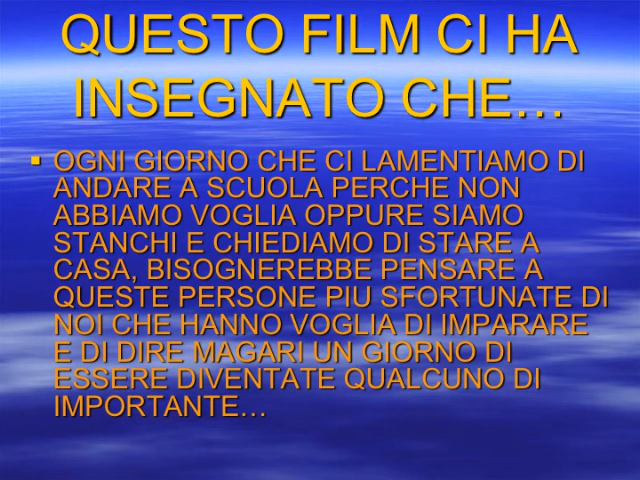 QUESTO FILM CI HA
INSEGNATO CHE…
▪ OGNI GIORNO CHE CI LAMENTIAMO DI
ANDARE A SCUOLA PERCHE NON
ABBIAMO VOGLIA OPPURE SIAMO
STANCHI E CHIEDIAMO DI STARE A
CASA, BISOGNEREBBE PENSARE A
QUESTE PERSONE PIU SFORTUNATE DI
NOI CHE HANNO VOGLIA DI IMPARARE
E DI DIRE MAGARI UN GIORNO DI
ESSERE DIVENTATE QUALCUNO DI
IMPORTANTE…